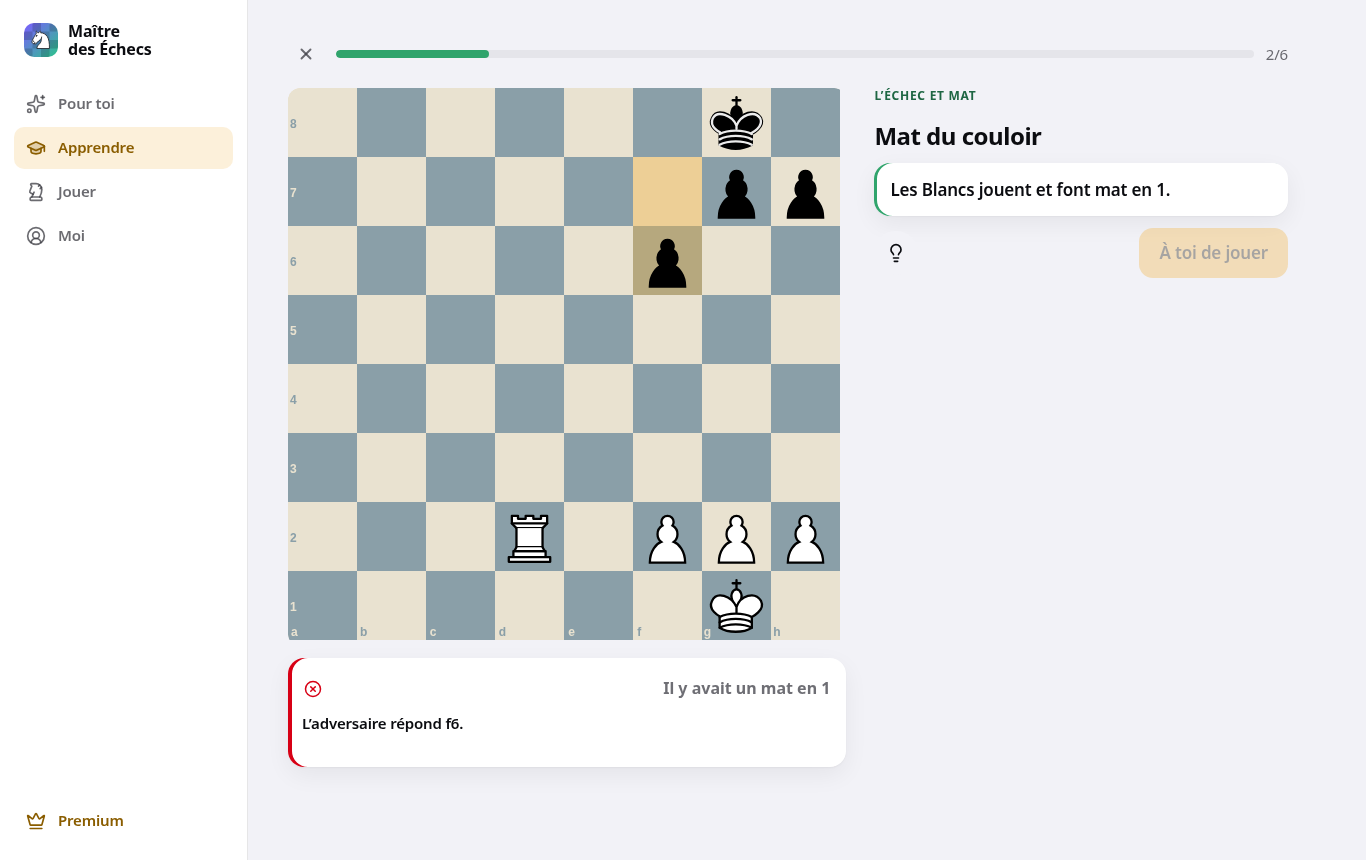 Maître
des Échecs
Pour toi
Apprendre
Jouer
Moi
Premium
2/6
8
7
6
5
4
3
2
1
a b c d e f g h
L'ÉCHEC ET MAT
Mat du couloir
Les Blancs jouent et font mat en 1.
À toi de jouer
Il y avait un mat en 1
L'adversaire répond f6.